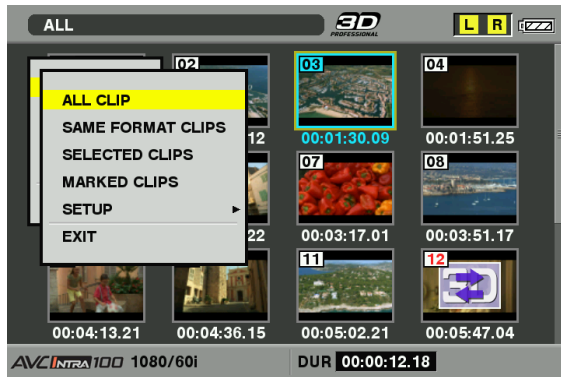 ALL
3D
PROFESSIONAL
L R
02
03
04
ALL CLIP
SAME FORMAT CLIPS
SELECTED CLIPS
MARKED CLIPS
SETUP
EXIT
12
00:01:30.09
00:01:51.25
07
08
22
00:03:17.01
00:03:51.17
11
12
3D
00:04:13.21
00:04:36.15
00:05:02.21
00:05:47.04
AVC INTRA 100 1080/60i
DUR 00:00:12.18